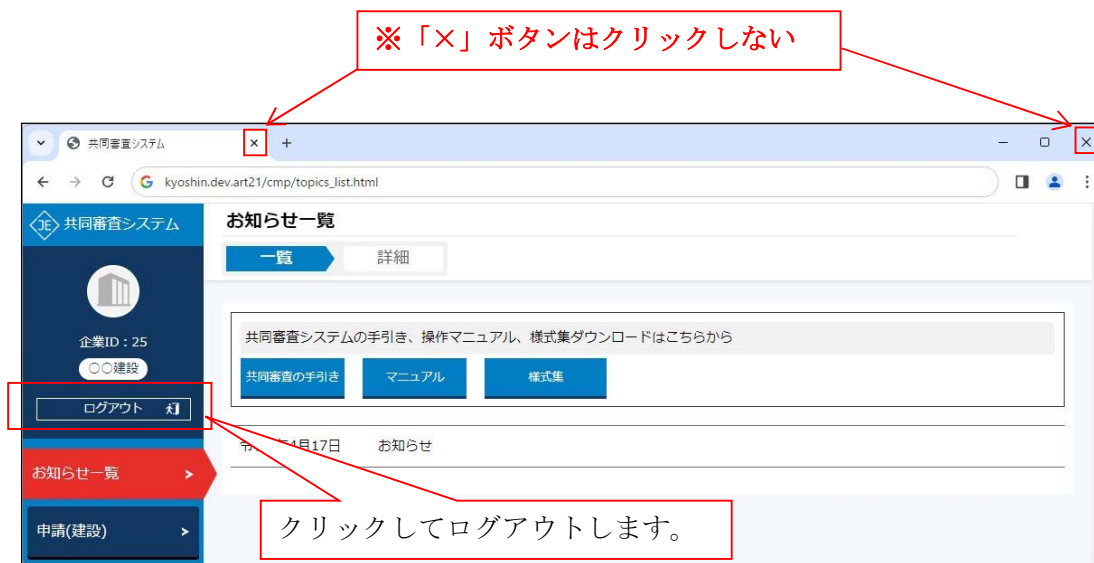 ※「×」ボタンはクリックしない
共同審査システム
kyoshin.dev.art21/cmp/topics_list.html
JE 共同審査システム
お知らせ一覧
一覧 詳細
企業ID：25
〇〇建設
共同審査システムの手引き、操作マニュアル、様式集ダウンロードはこちらから
共同審査の手引き マニュアル 様式集
ログアウト
年4月17日 お知らせ
お知らせ一覧 >
クリックしてログアウトします。
申請(建設) >